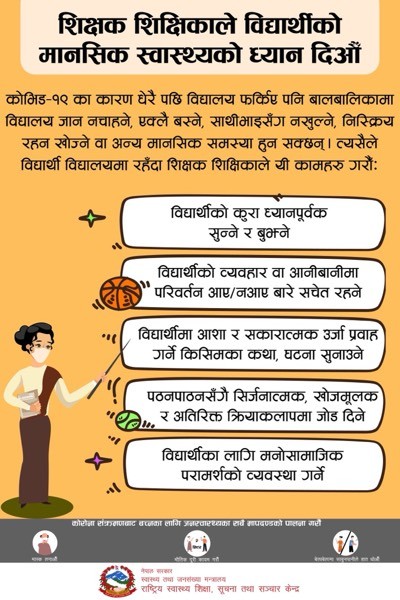 शिक्षक शिक्षिकाले विद्यार्थीको
मानसिक स्वास्थ्यको ध्यान दिऔँ
कोभिड-१९ का कारण धेरै पछि विद्यालय फर्किए पनि बालबालिकामा
विद्यालय जान नचाहने, एक्लै बस्ने, साथीभाइसँग नखुल्ने, निस्क्रिय
रहन खोज्ने वा अन्य मानसिक समस्या हुन सक्छन्। त्यसैले
विद्यार्थी विद्यालयमा रहँदा शिक्षक शिक्षिकाले यी कामहरु गरौंः
विद्यार्थीको कुरा ध्यानपूर्वक
सुन्ने र बुझ्ने
विद्यार्थीको व्यवहार वा आनीबानीमा
परिवर्तन आए/नआए बारे सचेत रहने
विद्यार्थीमा आशा र सकारात्मक उर्जा प्रवाह
गर्ने किसिमका कथा, घटना सुनाउने
पठनपाठनसँगै सिर्जनात्मक, खोजमूलक
र अतिरिक्त क्रियाकलापमा जोड दिने
विद्यार्थीका लागि मनोसामाजिक
परामर्शको व्यवस्था गर्ने
कोरोना संक्रमणबाट बच्नका लागि जनस्वास्थ्यका सबै मापदण्डको पालना गरौं
मास्क लगाऔं
भौतिक दूरी कायम गरौं
नेपाल सरकार
स्वास्थ्य तथा जनसंख्या मन्त्रालय
राष्ट्रिय स्वास्थ्य शिक्षा, सूचना तथा सञ्चार केन्द्र